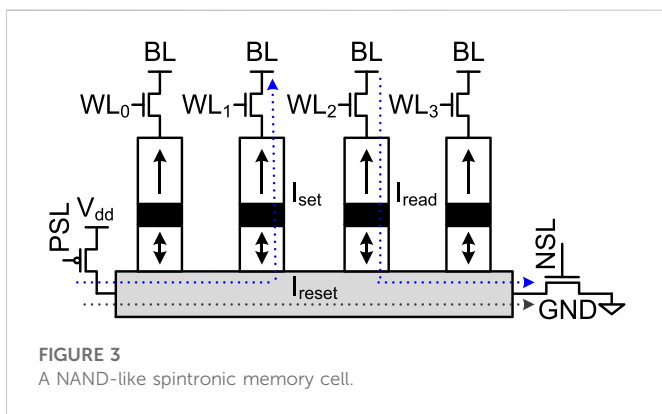 BL BL BL BL
WL0 WL1 WL2 WL3
Iset Iread
PSL Vdd
NSL
Ireset
GND
FIGURE 3
A NAND-like spintronic memory cell.